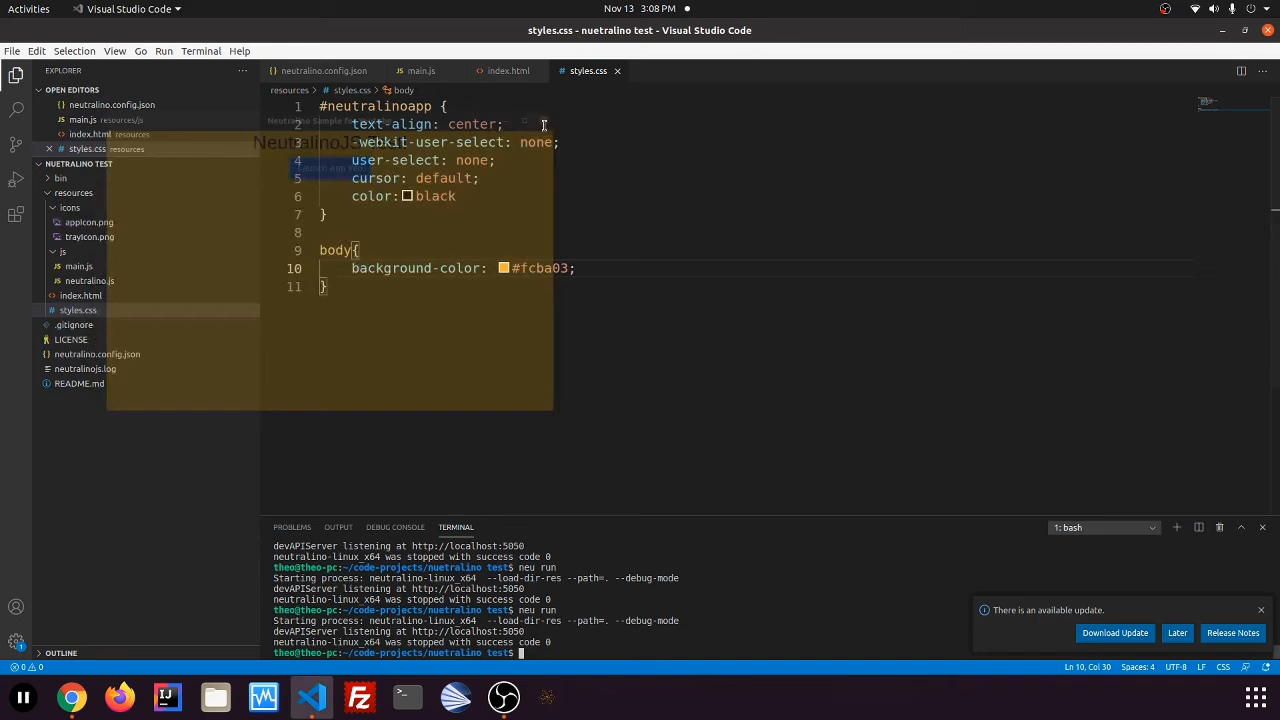 Activities
Visual Studio Code
Nov 13 3:08 PM
styles.css - nuetralino test - Visual Studio Code
File Edit Selection View Go Run Terminal Help
EXPLORER
neutralino.config.json
main.js
index.html
styles.css
OPEN EDITORS
neutralino.config.json
main.js resources/js
index.html resources
styles.css resources
NUETRALINO TEST
bin
resources
icons
appIcon.png
trayIcon.png
js
main.js
neutralino.js
index.html
styles.css
.gitignore
LICENSE
neutralino.config.json
neutralinojs.log
README.md
OUTLINE
resources > styles.css > body
1 #neutralinoapp {
2 text-align: center;
3 -webkit-user-select: none;
4 user-select: none;
5 cursor: default;
6 color: black
7 }
8
9 body{
10 background-color: #fcba03;
11 }
Neutralino Sample
NeutralinoJS
PROBLEMS OUTPUT DEBUG CONSOLE TERMINAL
1: bash
devAPIServer listening at http://localhost:5050
neutralino-linux_x64 was stopped with success code 0
theo@theo-pc:~/code-projects/nuetralino test$ neu run
Starting process: neutralino-linux_x64 --load-dir-res --path=. --debug-mode
devAPIServer listening at http://localhost:5050
neutralino-linux_x64 was stopped with success code 0
theo@theo-pc:~/code-projects/nuetralino test$ neu run
Starting process: neutralino-linux_x64 --load-dir-res --path=. --debug-mode
devAPIServer listening at http://localhost:5050
neutralino-linux_x64 was stopped with success code 0
theo@theo-pc:~/code-projects/nuetralino test$
There is an available update.
Download Update
Later
Release Notes
0 0
Ln 10, Col 30 Spaces: 4 UTF-8 LF CSS